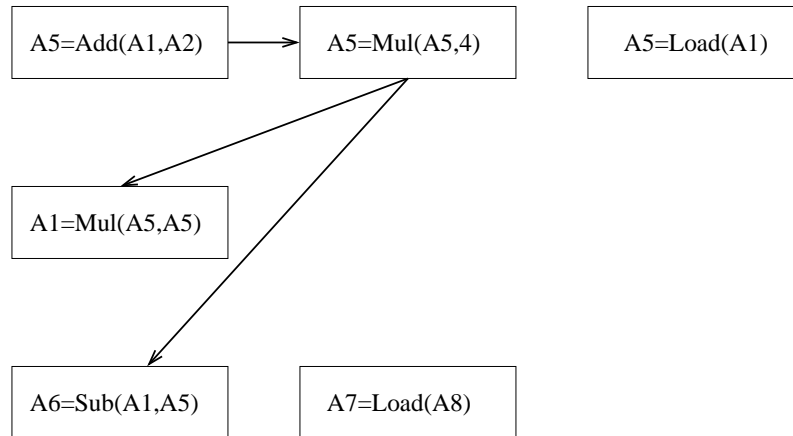 A5=Add(A1,A2)
A5=Mul(A5,4)
A5=Load(A1)
A1=Mul(A5,A5)
A6=Sub(A1,A5)
A7=Load(A8)